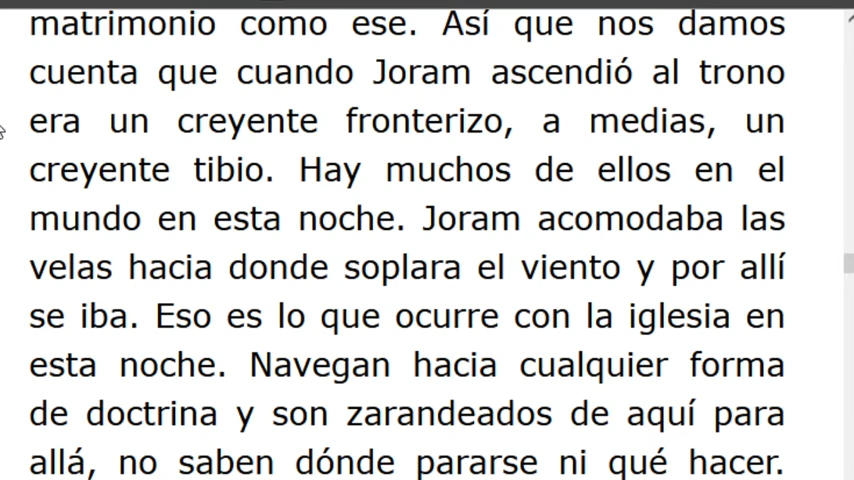 matrimonio como ese. Así que nos damos
cuenta que cuando Joram ascendió al trono
era un creyente fronterizo, a medias, un
creyente tibio. Hay muchos de ellos en el
mundo en esta noche. Joram acomodaba las
velas hacia donde soplara el viento y por allí
se iba. Eso es lo que ocurre con la iglesia en
esta noche. Navegan hacia cualquier forma
de doctrina y son zarandeados de aquí para
allá, no saben dónde pararse ni qué hacer.